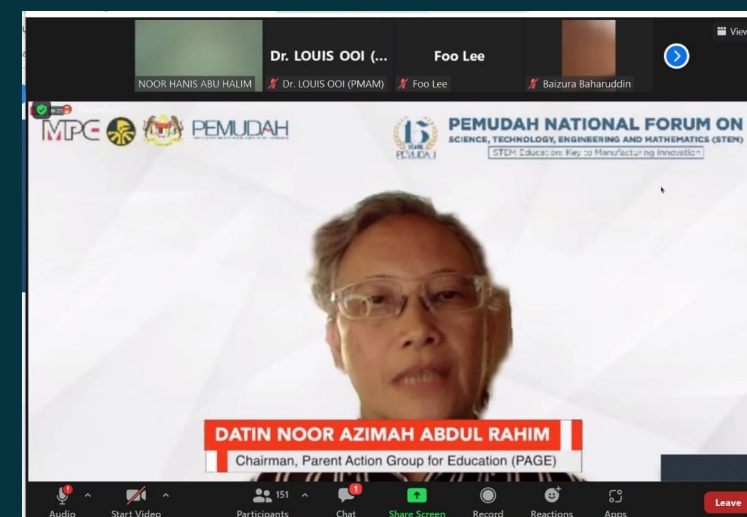 View
Dr. LOUIS OOI (...
Foo Lee
NOOR HANIS ABU HALIM
Dr. LOUIS OOI (PMAM)
Foo Lee
Baizura Baharuddin
MPC
PEMUDAH
15
YEARS
PEMUDAH
PEMUDAH NATIONAL FORUM ON
SCIENCE, TECHNOLOGY, ENGINEERING AND MATHEMATICS (STEM)
STEM Education: Key to Manufacturing Innovation
DATIN NOOR AZIMAH ABDUL RAHIM
Chairman, Parent Action Group for Education (PAGE)
151
1
Audio
Start Video
Participants
Chat
Share Screen
Record
Reactions
Apps
Leave